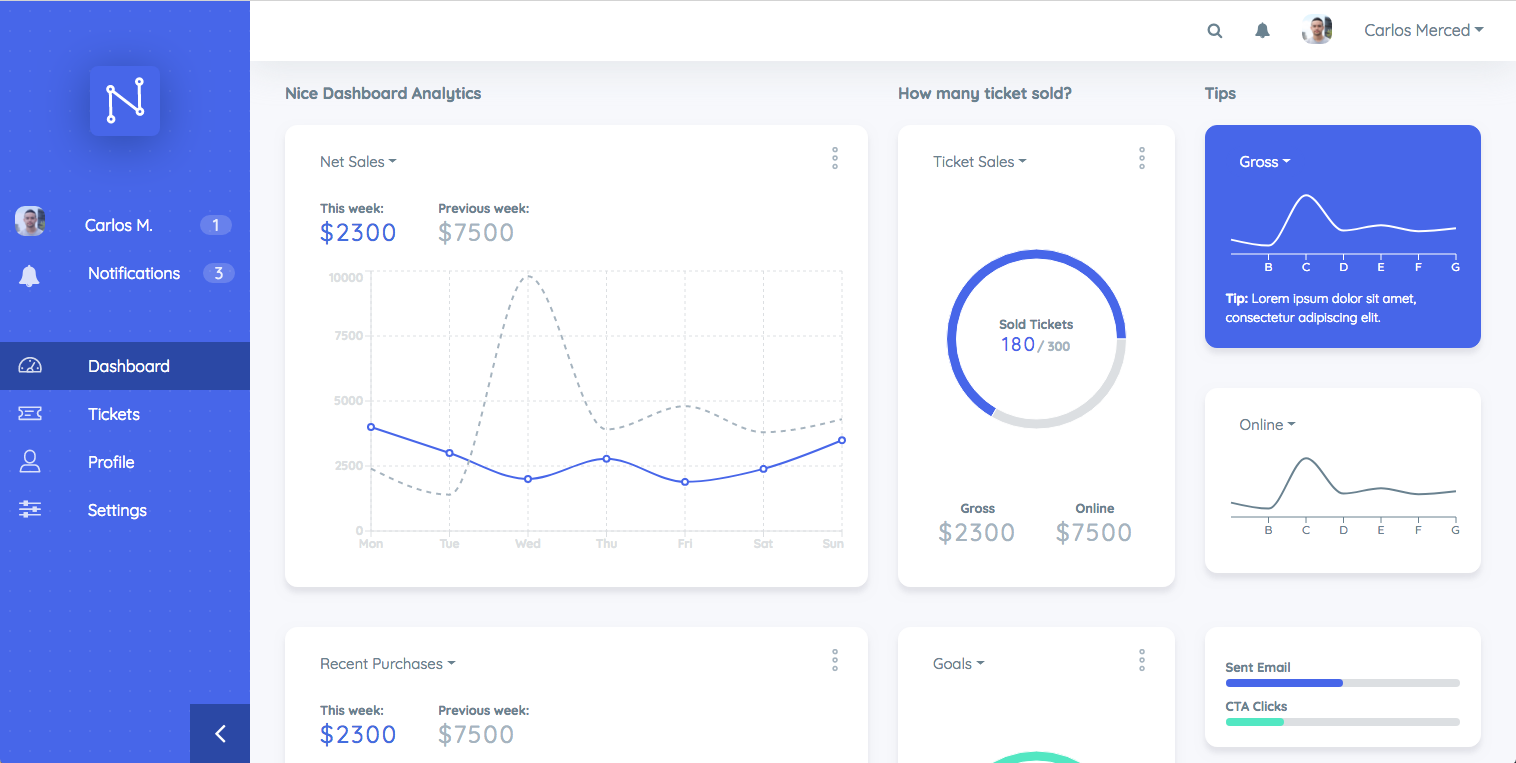 Carlos Merced
Carlos M. 1
Notifications 3
Dashboard
Tickets
Profile
Settings
Nice Dashboard Analytics
Net Sales
This week: Previous week:
$2300 $7500
10000
7500
5000
2500
0
Mon Tue Wed Thu Fri Sat Sun
How many ticket sold?
Ticket Sales
Sold Tickets
180 / 300
Gross Online
$2300 $7500
Tips
Gross
B C D E F G
Tip: Lorem ipsum dolor sit amet,
consectetur adipiscing elit.
Online
B C D E F G
Recent Purchases
This week: Previous week:
$2300 $7500
Goals
Sent Email
CTA Clicks